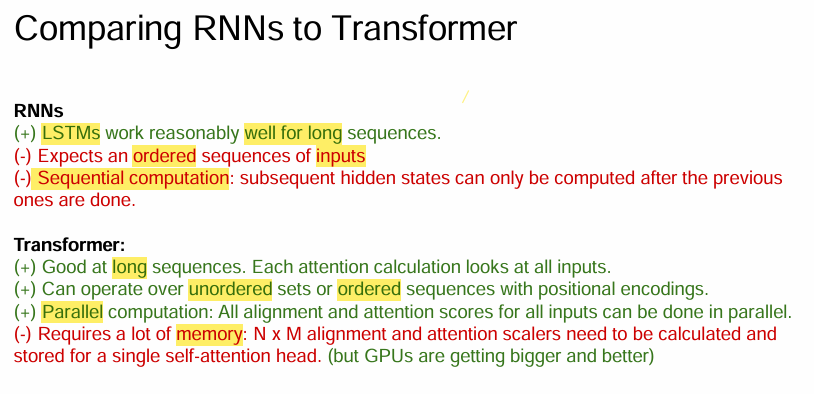 Comparing RNNs to Transformer
RNNs
(+) LSTMs work reasonably well for long sequences.
(-) Expects an ordered sequences of inputs
(-) Sequential computation: subsequent hidden states can only be computed after the previous
ones are done.
Transformer:
(+) Good at long sequences. Each attention calculation looks at all inputs.
(+) Can operate over unordered sets or ordered sequences with positional encodings.
(+) Parallel computation: All alignment and attention scores for all inputs can be done in parallel.
(-) Requires a lot of memory: N x M alignment and attention scalers need to be calculated and
stored for a single self-attention head. (but GPUs are getting bigger and better)